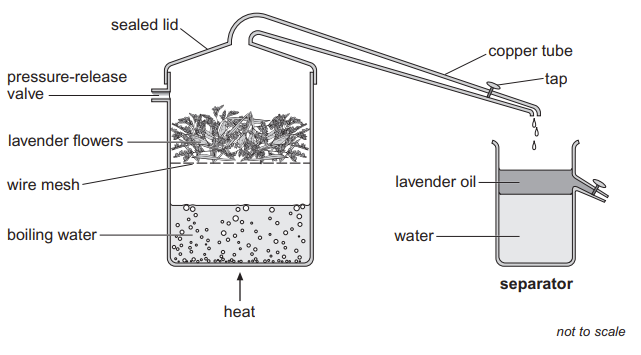 sealed lid
copper tube
pressure-release
valve
tap
lavender flowers
wire mesh
lavender oil
boiling water
water
separator
heat
not to scale